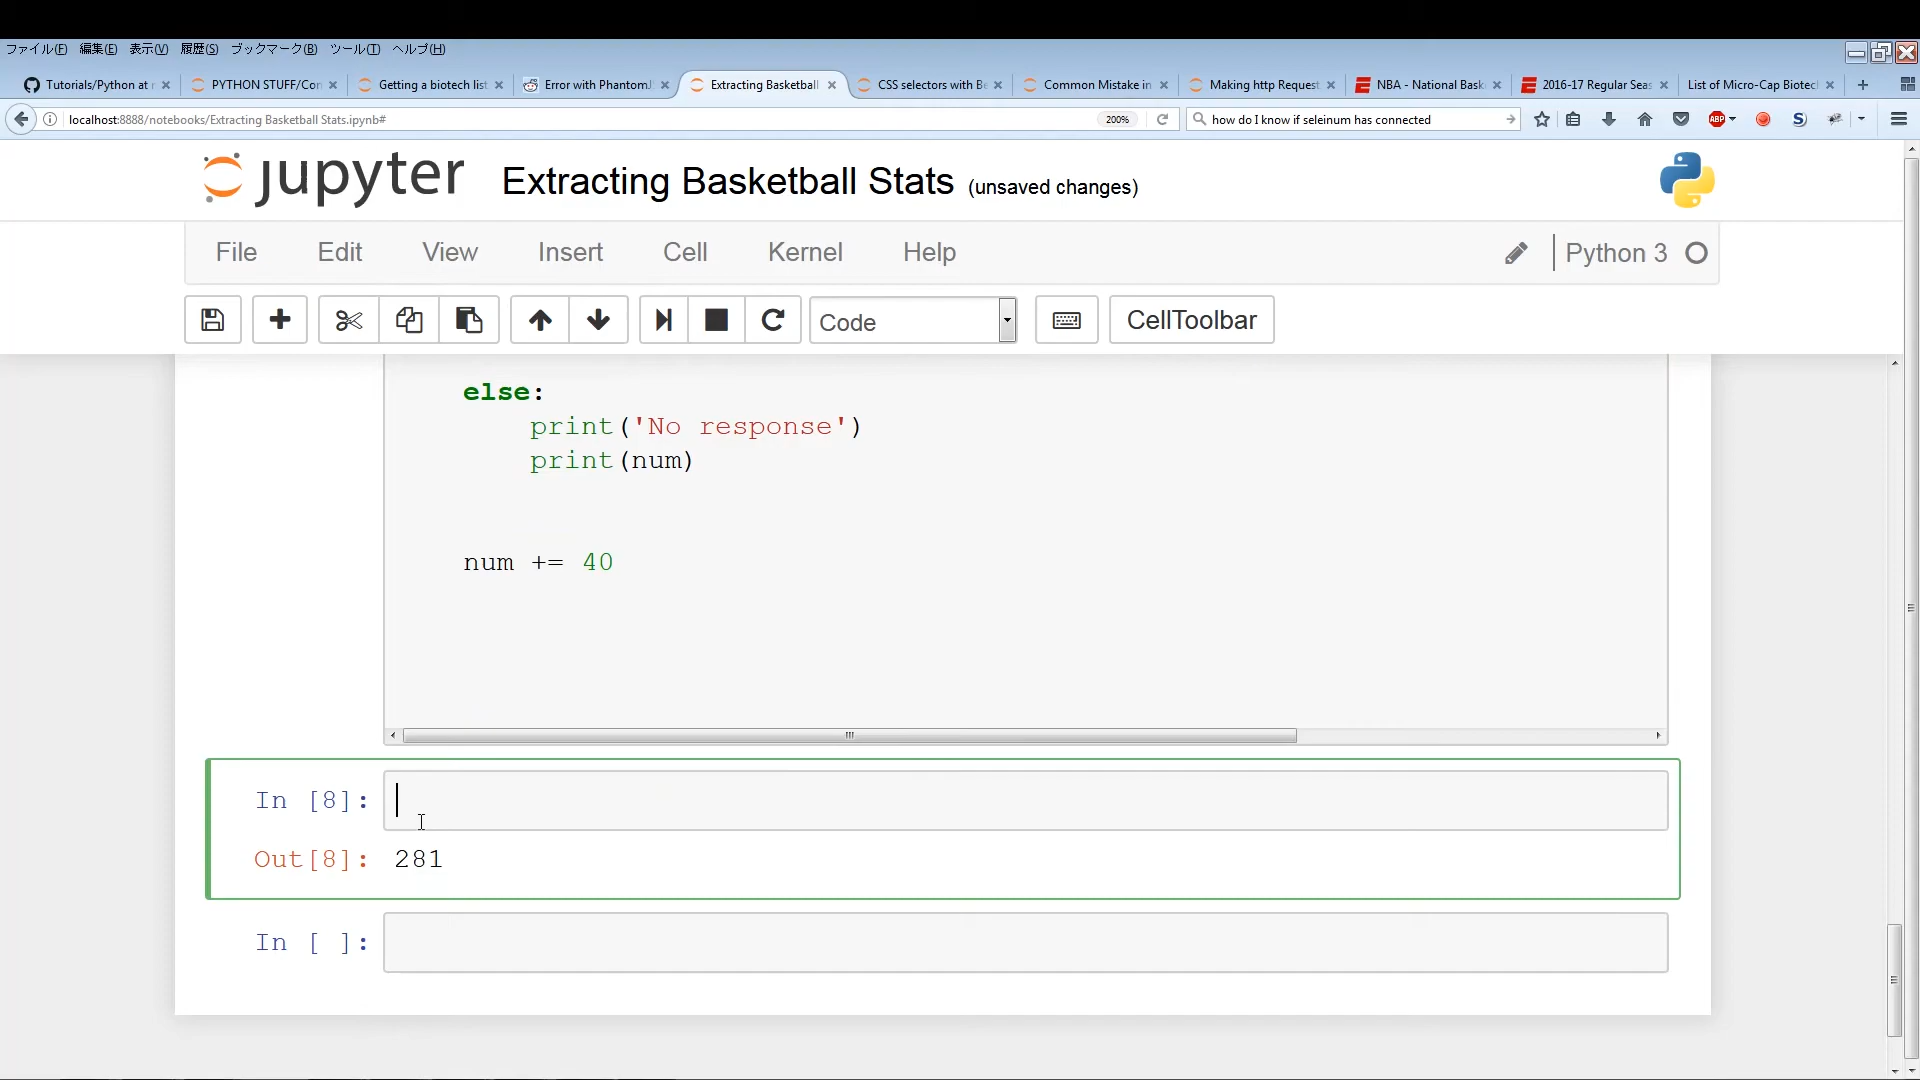 ファイル(F) 編集(E) 表示(V) 履歴(S) ブックマーク(B) ツール(T) ヘルプ(H)
Tutorials/Python at PYTHON STUFF/Con Getting a biotech list Error with PhantomJ Extracting Basketball CSS selectors with Be Common Mistake in Making http Request NBA - National Bask 2016-17 Regular Seas List of Micro-Cap Biotec
localhost:8888/notebooks/Extracting Basketball Stats.ipynb# 200% how do I know if seleinum has connected ABP S
jupyter Extracting Basketball Stats (unsaved changes)
File Edit View Insert Cell Kernel Help Python 3
Code CellToolbar
else:
print('No response')
print(num)
num += 40
In [8]:
Out[8]: 281
In [ ]: